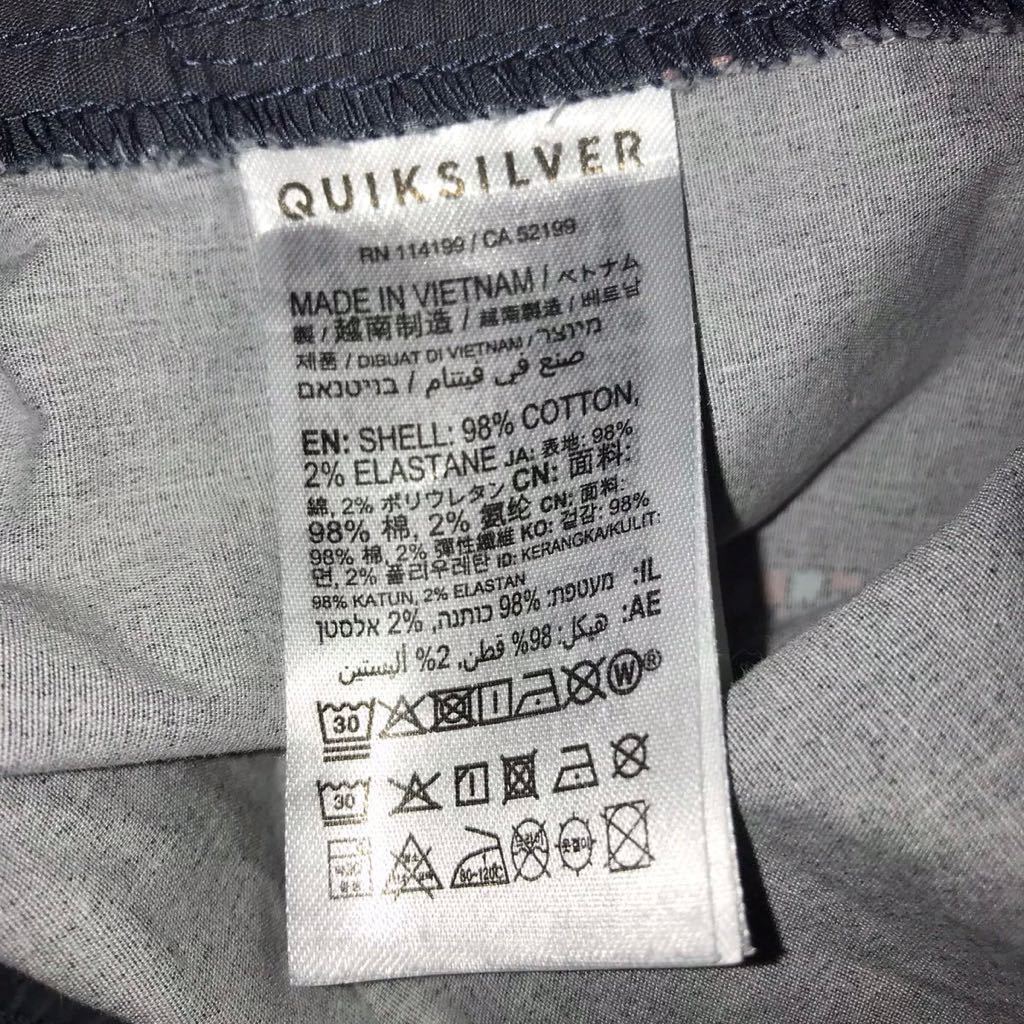 QUIKSILVER
RN 114199 / CA 52199
MADE IN VIETNAM / ベトナム
製 / 越南制造 / 越南製造 / 베트남
제품 / DIBUAT DI VIETNAM / מיוצר
בוייטנאם / صنع في فيتنام
EN: SHELL: 98% COTTON,
2% ELASTANE JA: 表地: 98%
綿, 2% ポリウレタン CN: 面料:
98% 棉, 2% 氨纶 CN: 面料:
98% 棉, 2% 彈性纖維 KO: 겉감: 98%
면, 2% 폴리우레탄 ID: KERANGKA/KULIT:
98% KATUN, 2% ELASTAN
IL: מעטפת: 98% כותנה, 2% אלסטן
AE: هيكل: 98% قطن, 2% أليستين
30 W®
30
80~120℃